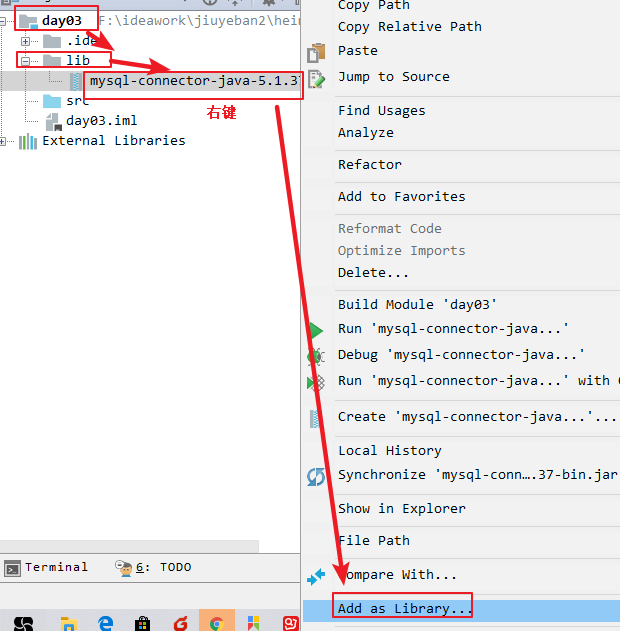 day03 F:\ideawork\jiuyeban2\hei
.ide
lib
mysql-connector-java-5.1.37
右键
src
day03.iml
External Libraries
Terminal
6: TODO
Copy Path
Copy Relative Path
Paste
Jump to Source
Find Usages
Analyze
Refactor
Add to Favorites
Reformat Code
Optimize Imports
Delete...
Build Module 'day03'
Run 'mysql-connector-java...'
Debug 'mysql-connector-java...'
Run 'mysql-connector-java...' with
Create 'mysql-connector-java...'...
Local History
Synchronize 'mysql-conn….37-bin.jar
Show in Explorer
File Path
Compare With...
Add as Library...